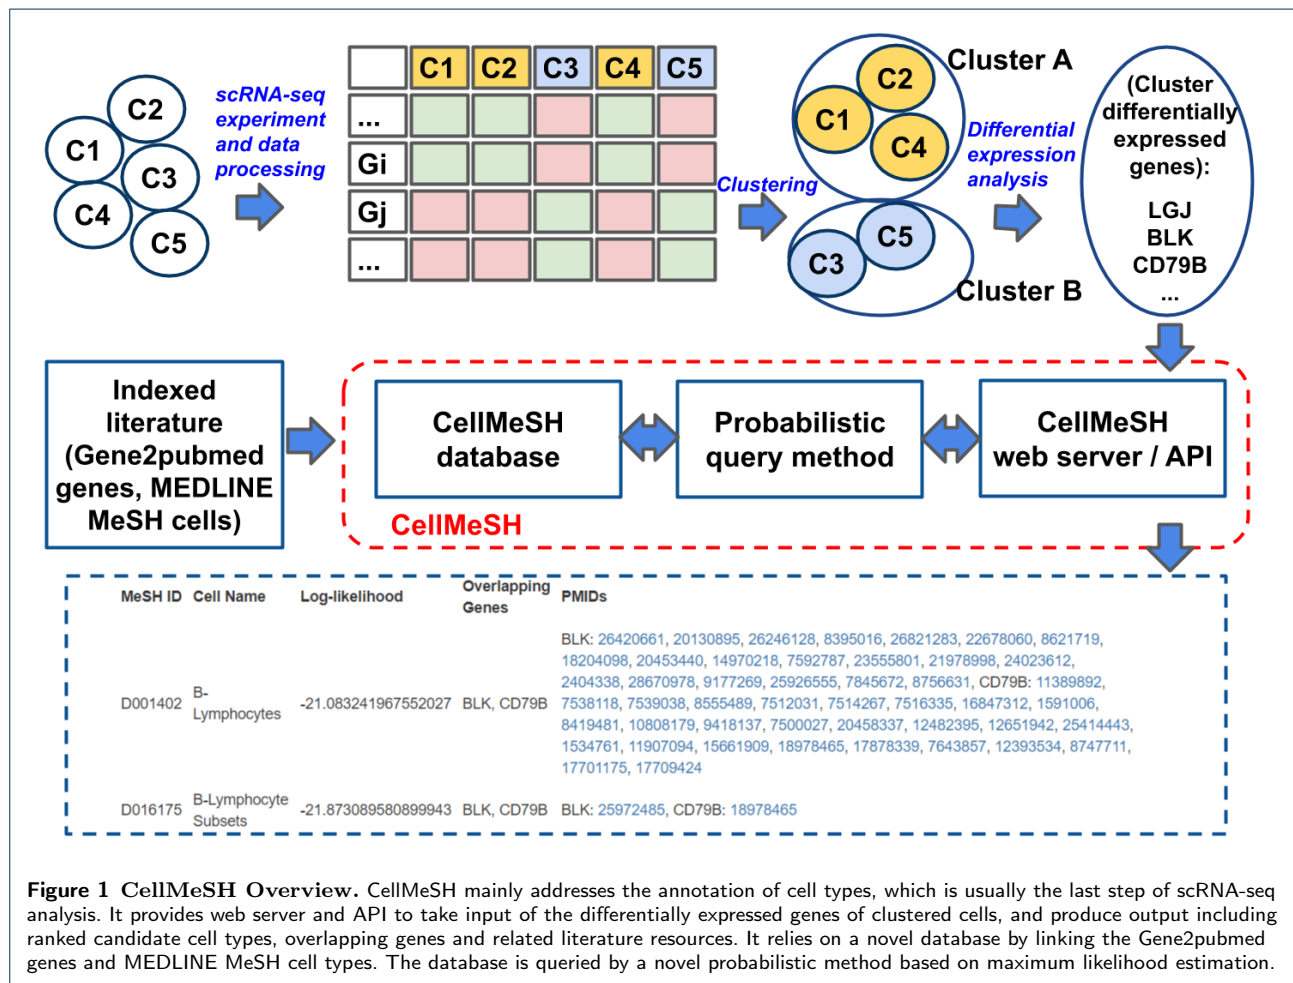 C2
C1
C3
C4
C5
scRNA-seq
experiment
and data
processing
C1 C2 C3 C4 C5
...
Gi
Gj
...
Clustering
Cluster A
C2
C1
C4
C5
C3
Cluster B
Differential
expression
analysis
(Cluster
differentially
expressed
genes):
LGJ
BLK
CD79B
...
Indexed
literature
(Gene2pubmed
genes, MEDLINE
MeSH cells)
CellMeSH
database
Probabilistic
query method
CellMeSH
web server / API
CellMeSH
MeSH ID Cell Name Log-likelihood Overlapping Genes PMIDs
BLK: 26420661, 20130895, 26246128, 8395016, 26821283, 22678060, 8621719,
18204098, 20453440, 14970218, 7592787, 23555801, 21978998, 24023612,
2404338, 28670978, 9177269, 25926555, 7845672, 8756631, CD79B: 11389892,
D001402 B-Lymphocytes -21.083241967552027 BLK, CD79B 7538118, 7539038, 8555489, 7512031, 7514267, 7516335, 16847312, 1591006,
8419481, 10808179, 9418137, 7500027, 20458337, 12482395, 12651942, 25414443,
1534761, 11907094, 15661909, 18978465, 17878339, 7643857, 12393534, 8747711,
17701175, 17709424
D016175 B-Lymphocyte Subsets -21.873089580899943 BLK, CD79B BLK: 25972485, CD79B: 18978465
Figure 1 CellMeSH Overview. CellMeSH mainly addresses the annotation of cell types, which is usually the last step of scRNA-seq
analysis. It provides web server and API to take input of the differentially expressed genes of clustered cells, and produce output including
ranked candidate cell types, overlapping genes and related literature resources. It relies on a novel database by linking the Gene2pubmed
genes and MEDLINE MeSH cell types. The database is queried by a novel probabilistic method based on maximum likelihood estimation.